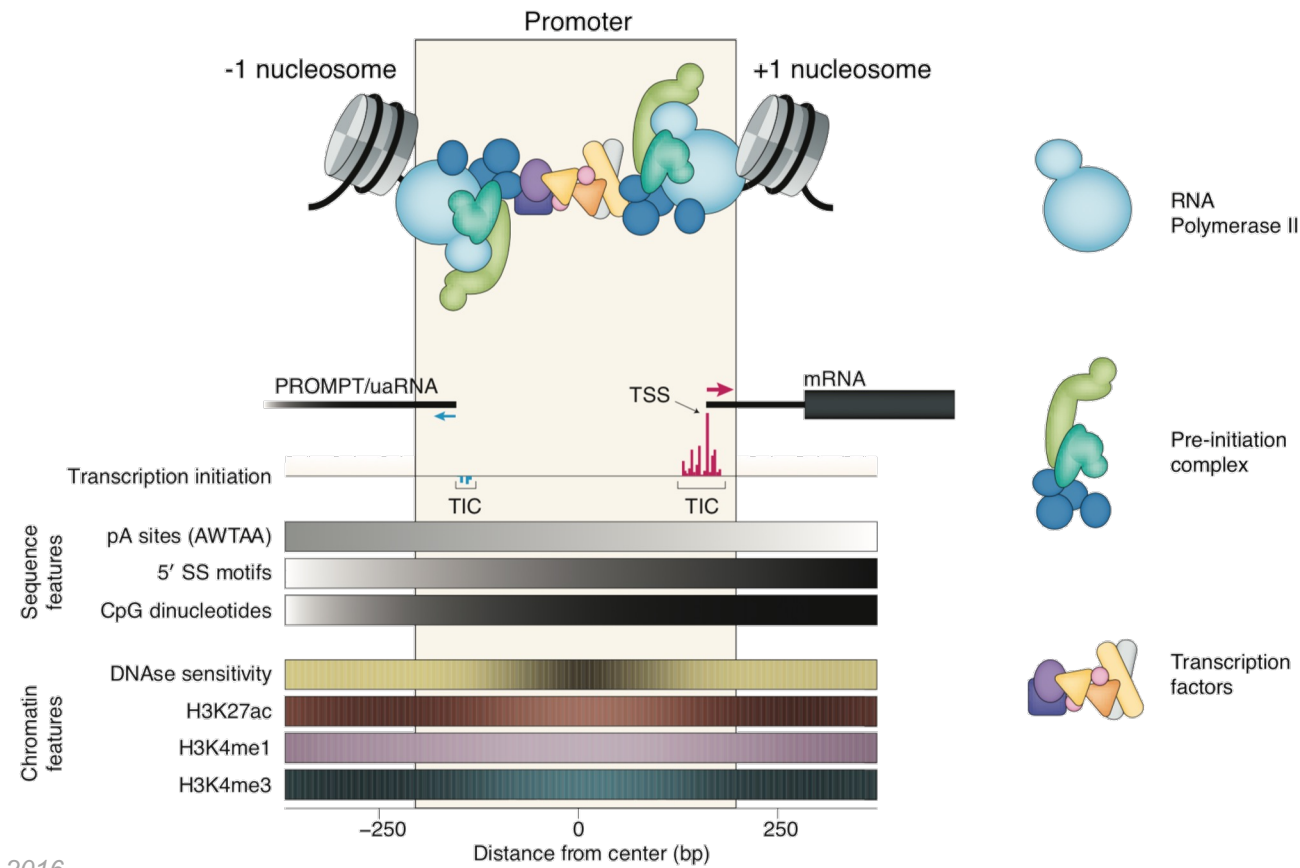 Promoter
-1 nucleosome
+1 nucleosome
RNA
Polymerase II
PROMPT/uaRNA
TSS
mRNA
Pre-initiation
complex
Transcription initiation
TIC
TIC
Sequence
features
pA sites (AWTAA)
5′ SS motifs
CpG dinucleotides
Transcription
factors
Chromatin
features
DNAse sensitivity
H3K27ac
H3K4me1
H3K4me3
−250
0
250
Distance from center (bp)
2016